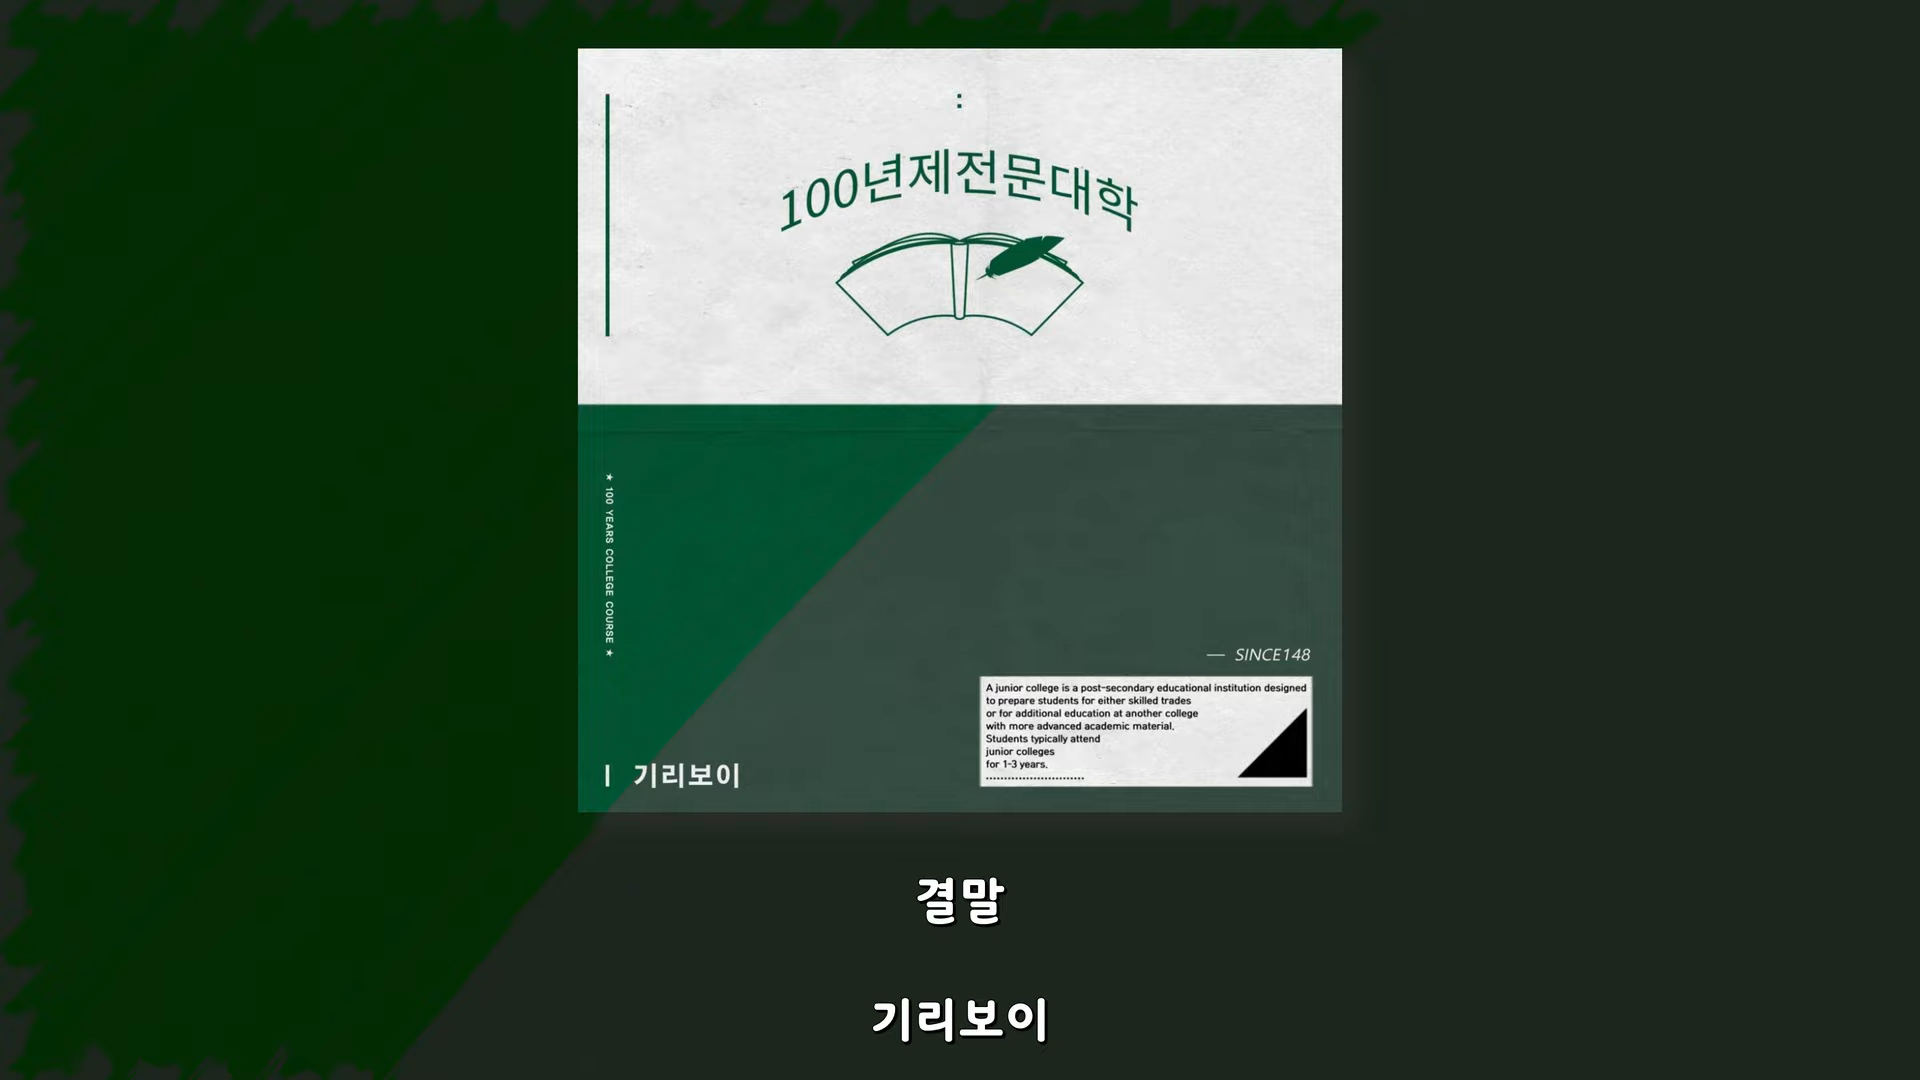 :
100년제전문대학
★ 100 YEARS COLLEGE COURSE ★
— SINCE148
A junior college is a post-secondary educational institution designed
to prepare students for either skilled trades
or for additional education at another college
with more advanced academic material.
Students typically attend
junior colleges
for 1-3 years.
기리보이
결말
기리보이